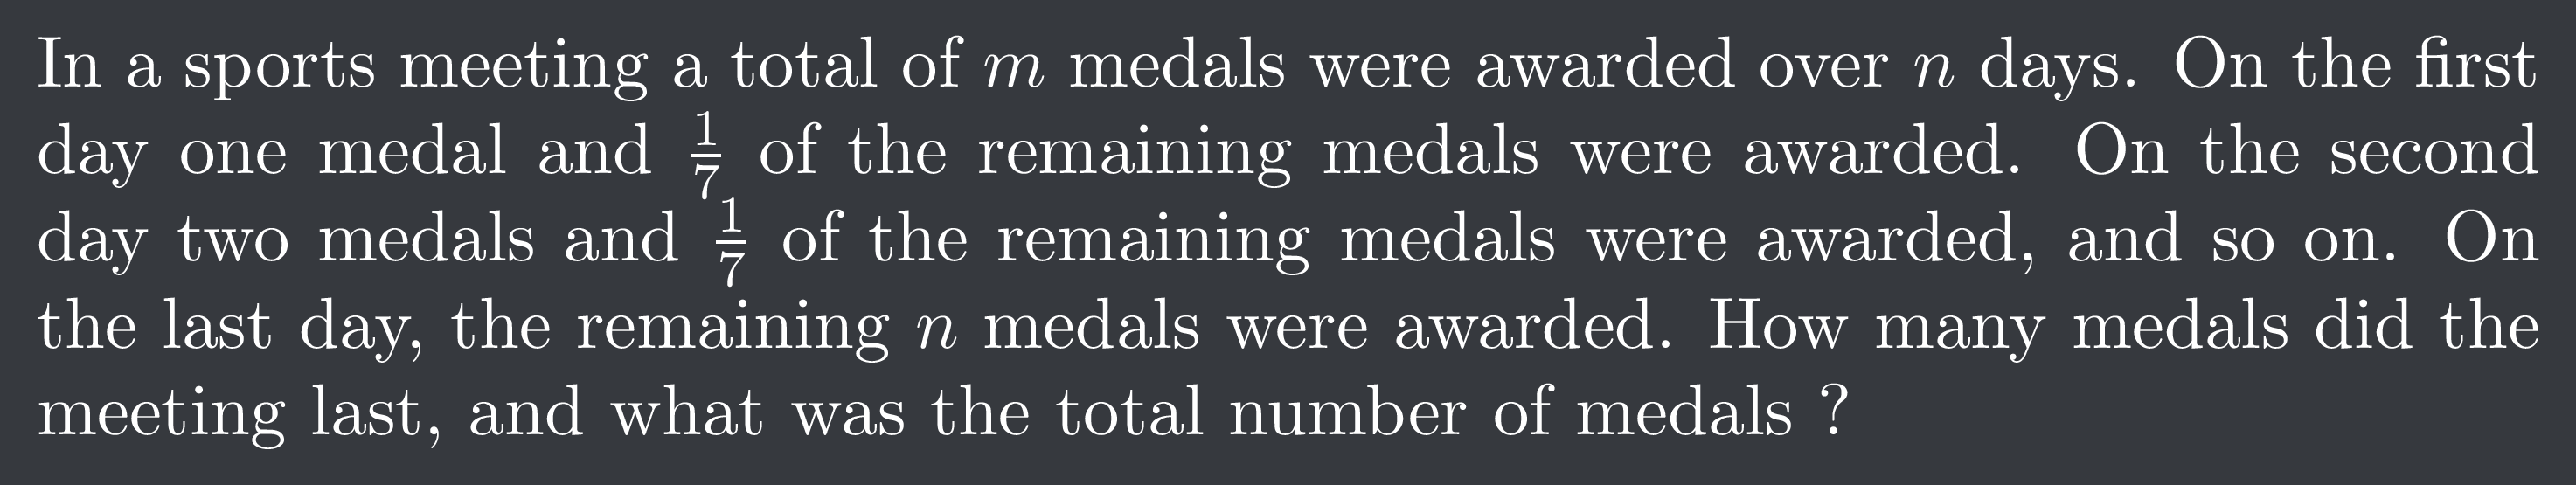 In a sports meeting a total of m medals were awarded over n days. On the first
day one medal and 1/7 of the remaining medals were awarded. On the second
day two medals and 1/7 of the remaining medals were awarded, and so on. On
the last day, the remaining n medals were awarded. How many medals did the
meeting last, and what was the total number of medals ?